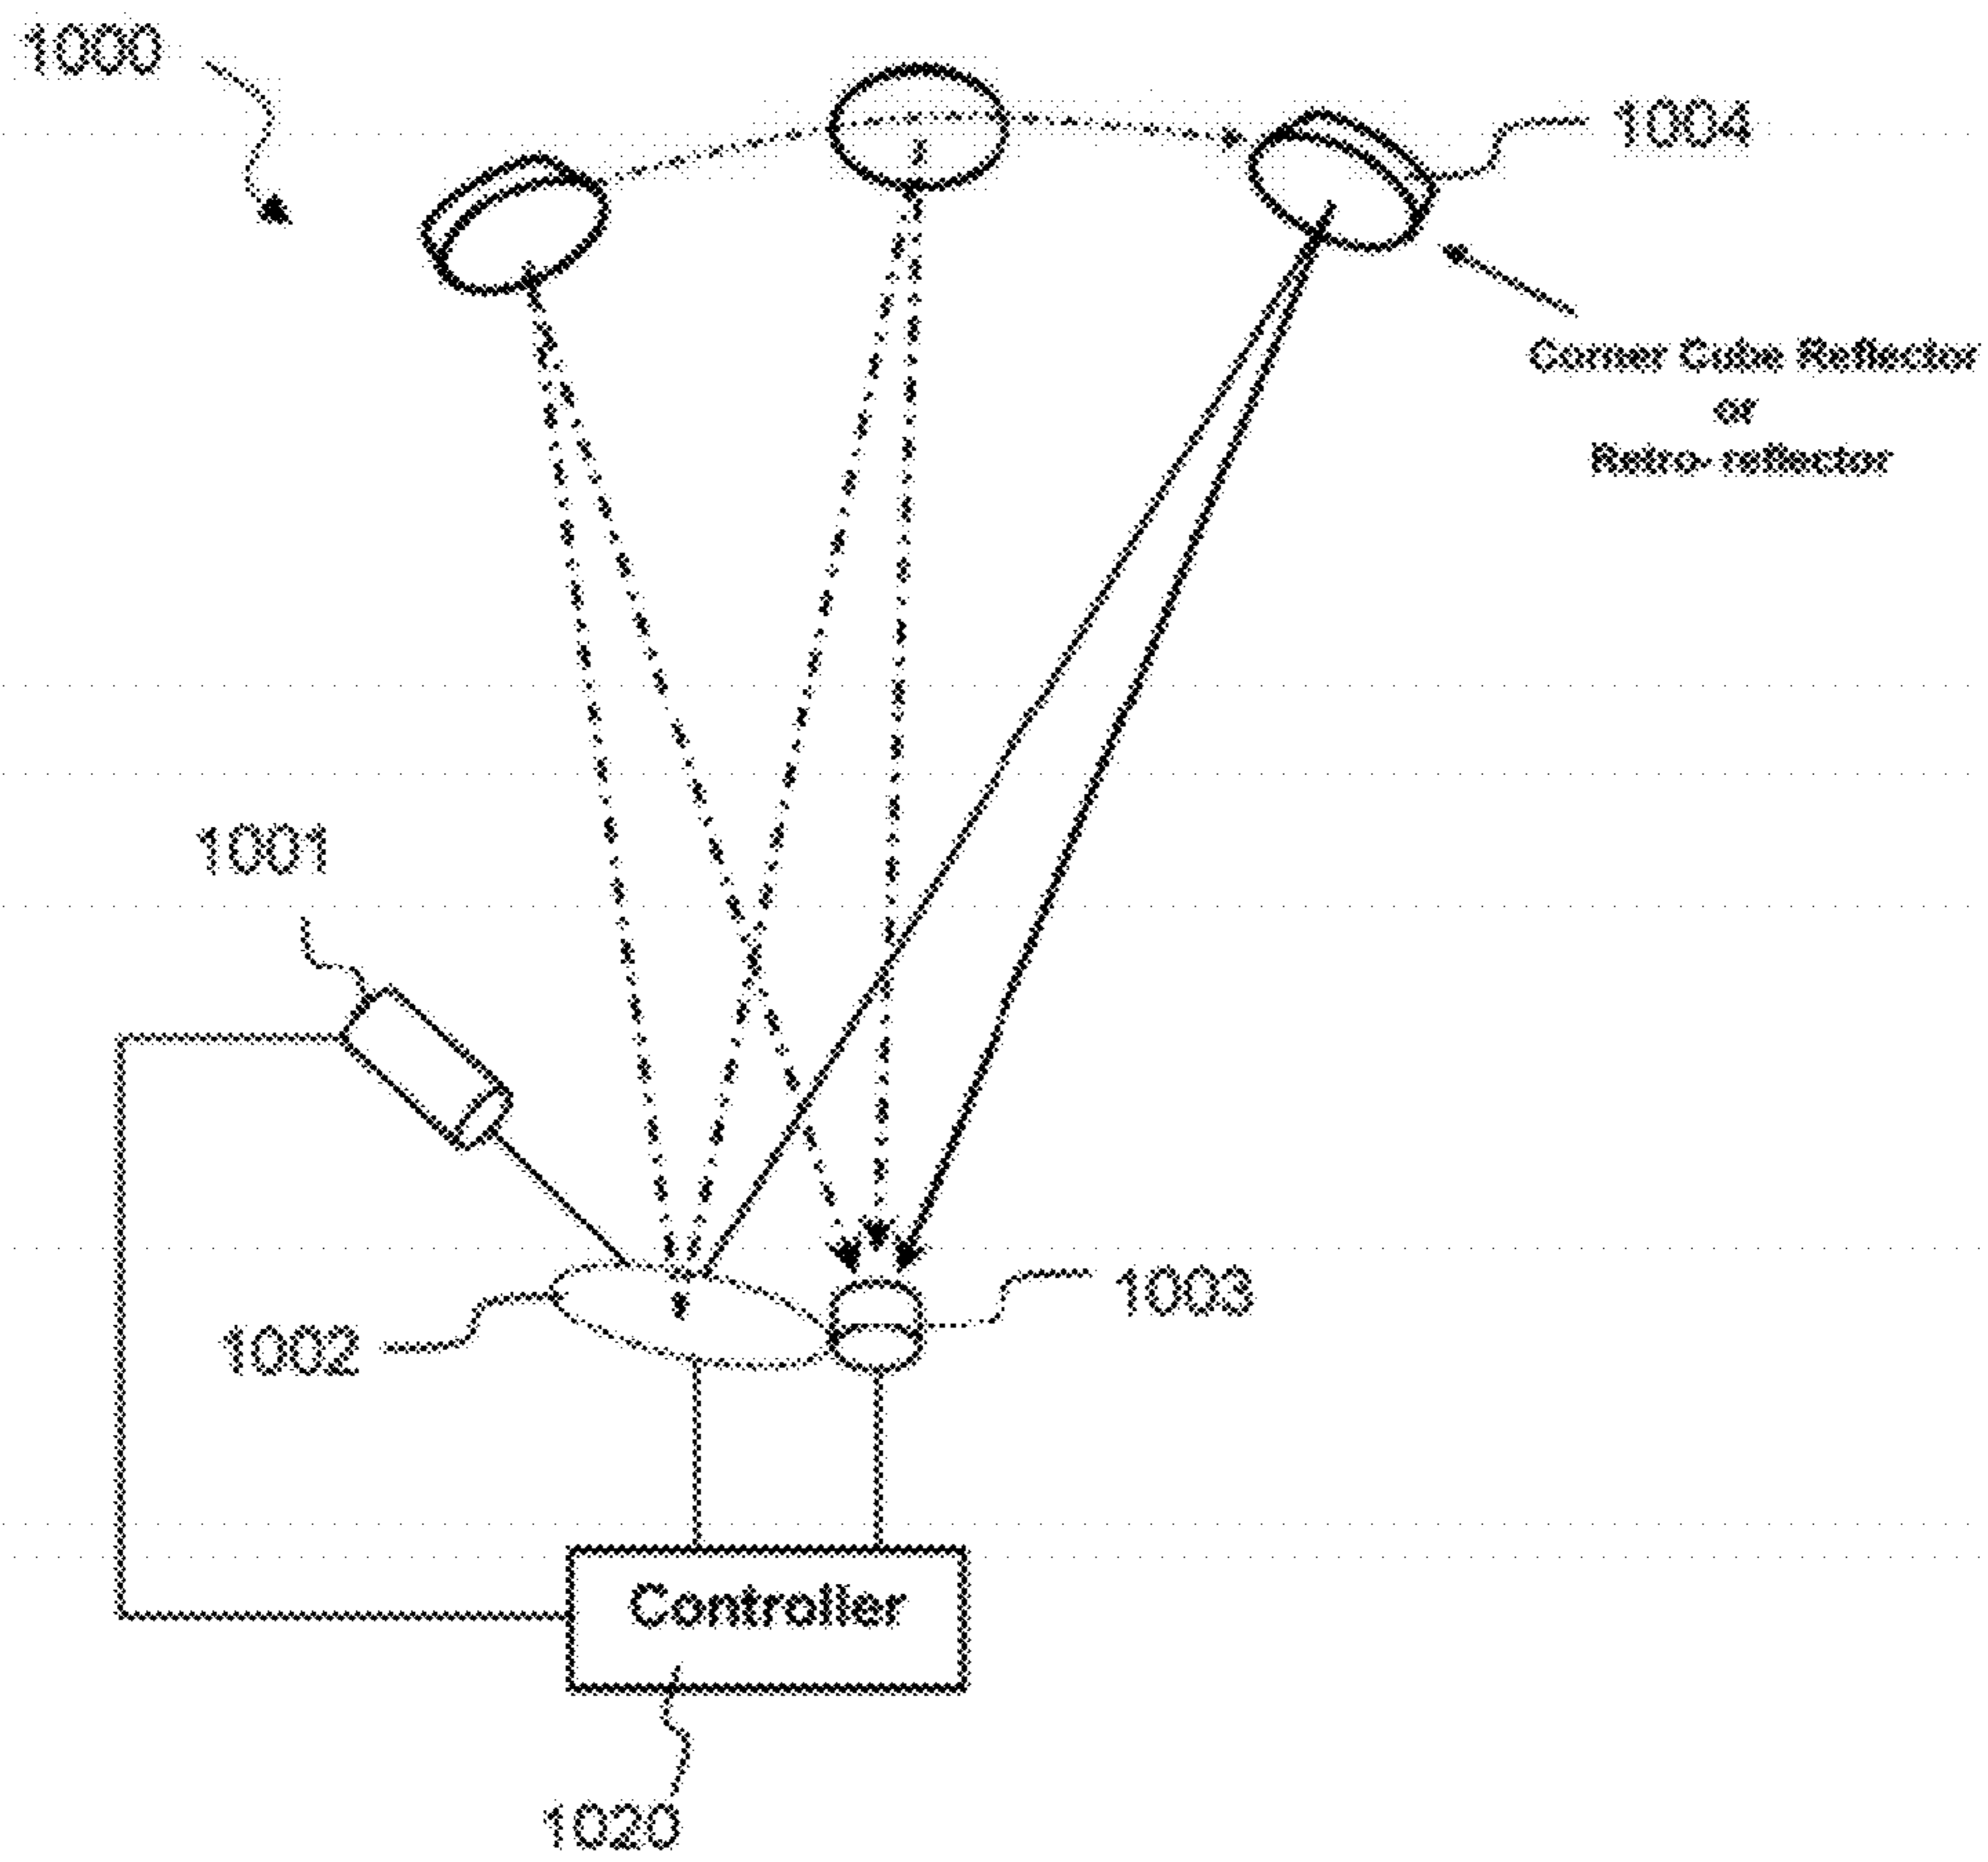 1000
1004
Corner Cube Reflector
or
Retro-reflector
1001
1003
1002
Controller
1020